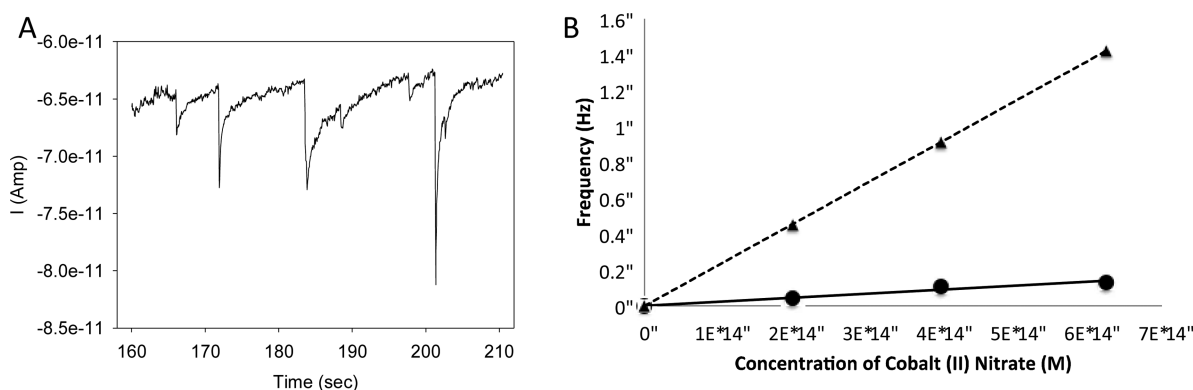 A
-6.0e-11
-6.5e-11
-7.0e-11
-7.5e-11
-8.0e-11
-8.5e-11
I (Amp)
160 170 180 190 200 210
Time (sec)
B
1.6"
1.4"
1.2"
1"
0.8"
0.6"
0.4"
0.2"
0"
Frequency (Hz)
0" 1E*14" 2E*14" 3E*14" 4E*14" 5E*14" 6E*14" 7E*14"
Concentration of Cobalt (II) Nitrate (M)